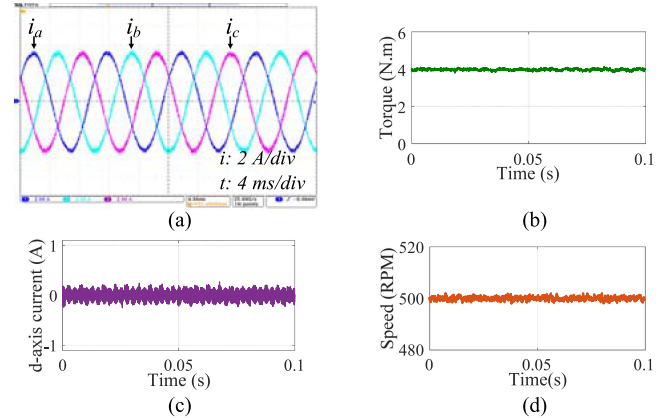 i_a i_b i_c
i: 2 A/div
t: 4 ms/div
(a)
Torque (N.m)
6
4
2
0
0 0.05 0.1
Time (s)
(b)
d-axis current (A)
1
0
-1
0 0.05 0.1
Time (s)
(c)
Speed (RPM)
520
500
480
0 0.05 0.1
Time(s)
(d)